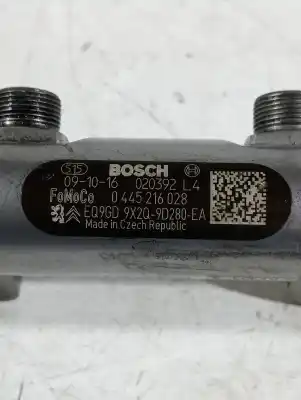 515 BOSCH
09-10-16 020392 L4
FoMoCo 0 445 216 028
EQ9GD 9X2Q-9D280-EA
Made in Czech Republic